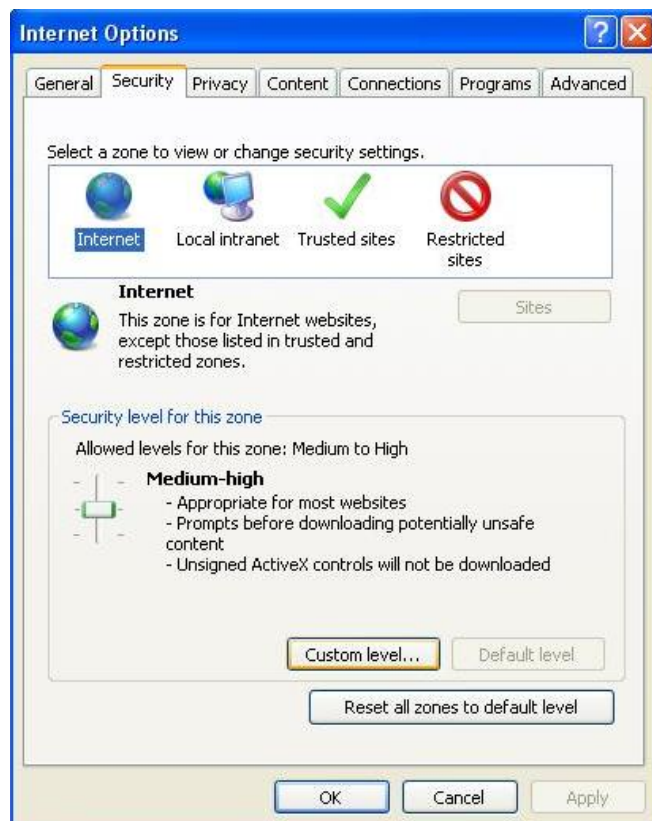 Internet Options
General Security Privacy Content Connections Programs Advanced
Select a zone to view or change security settings.
Internet Local intranet Trusted sites Restricted
sites
Internet
Sites
This zone is for Internet websites,
except those listed in trusted and
restricted zones.
Security level for this zone
Allowed levels for this zone: Medium to High
Medium-high
- Appropriate for most websites
- Prompts before downloading potentially unsafe
content
- Unsigned ActiveX controls will not be downloaded
Custom level... Default level
Reset all zones to default level
OK Cancel Apply